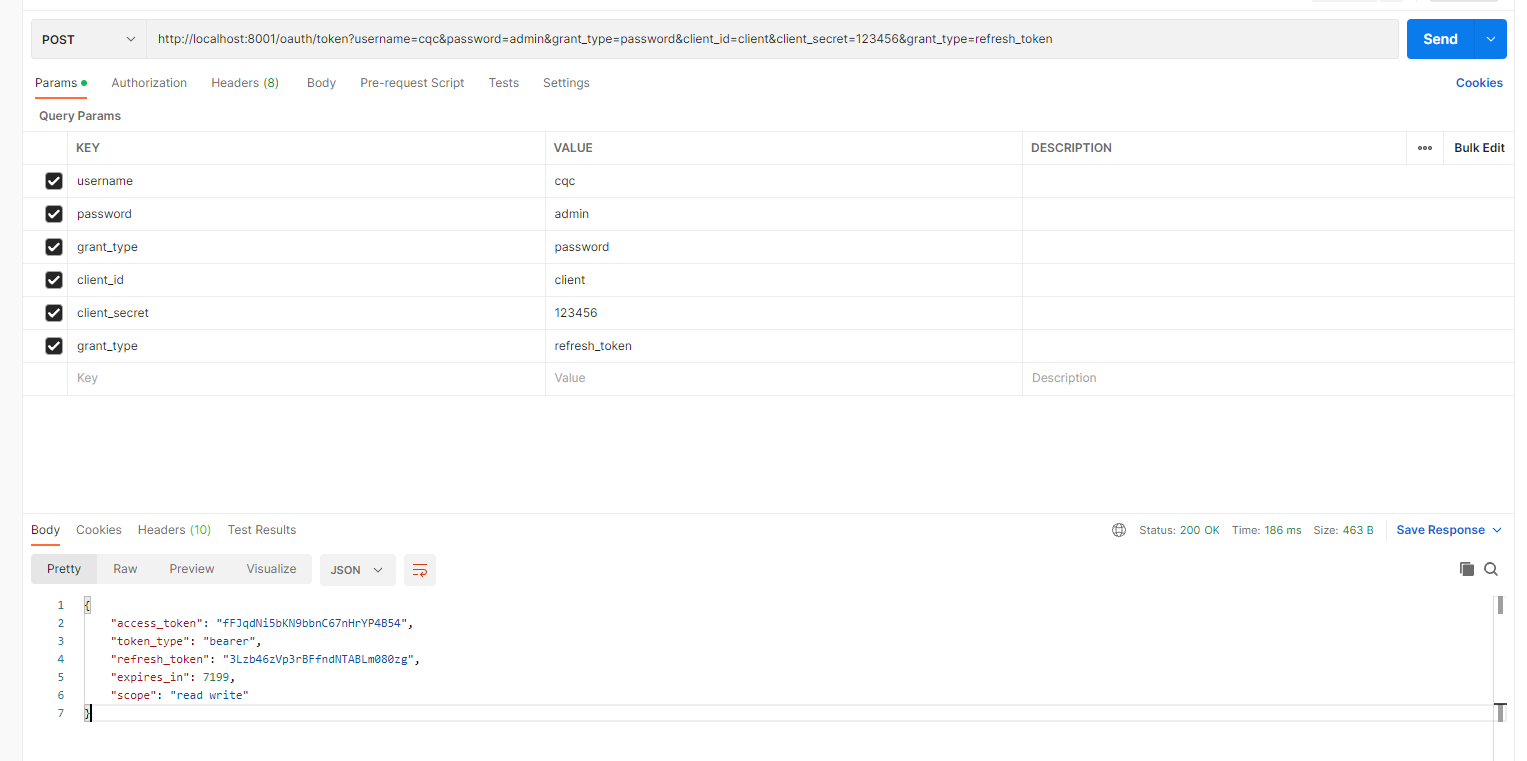 POST http://localhost:8001/oauth/token?username=cqc&password=admin&grant_type=password&client_id=client&client_secret=123456&grant_type=refresh_token Send
Params Authorization Headers (8) Body Pre-request Script Tests Settings Cookies
Query Params
KEY VALUE DESCRIPTION Bulk Edit
username cqc
password admin
grant_type password
client_id client
client_secret 123456
grant_type refresh_token
Key Value Description
Body Cookies Headers (10) Test Results Status: 200 OK Time: 186 ms Size: 463 B Save Response
Pretty Raw Preview Visualize JSON
1 {
2 "access_token": "fFJqdNi5bKN9bbnC67nHrYP4B54",
3 "token_type": "bearer",
4 "refresh_token": "3Lzb46zVp3rBFfndNTABLm080zg",
5 "expires_in": 7199,
6 "scope": "read write"
7 }